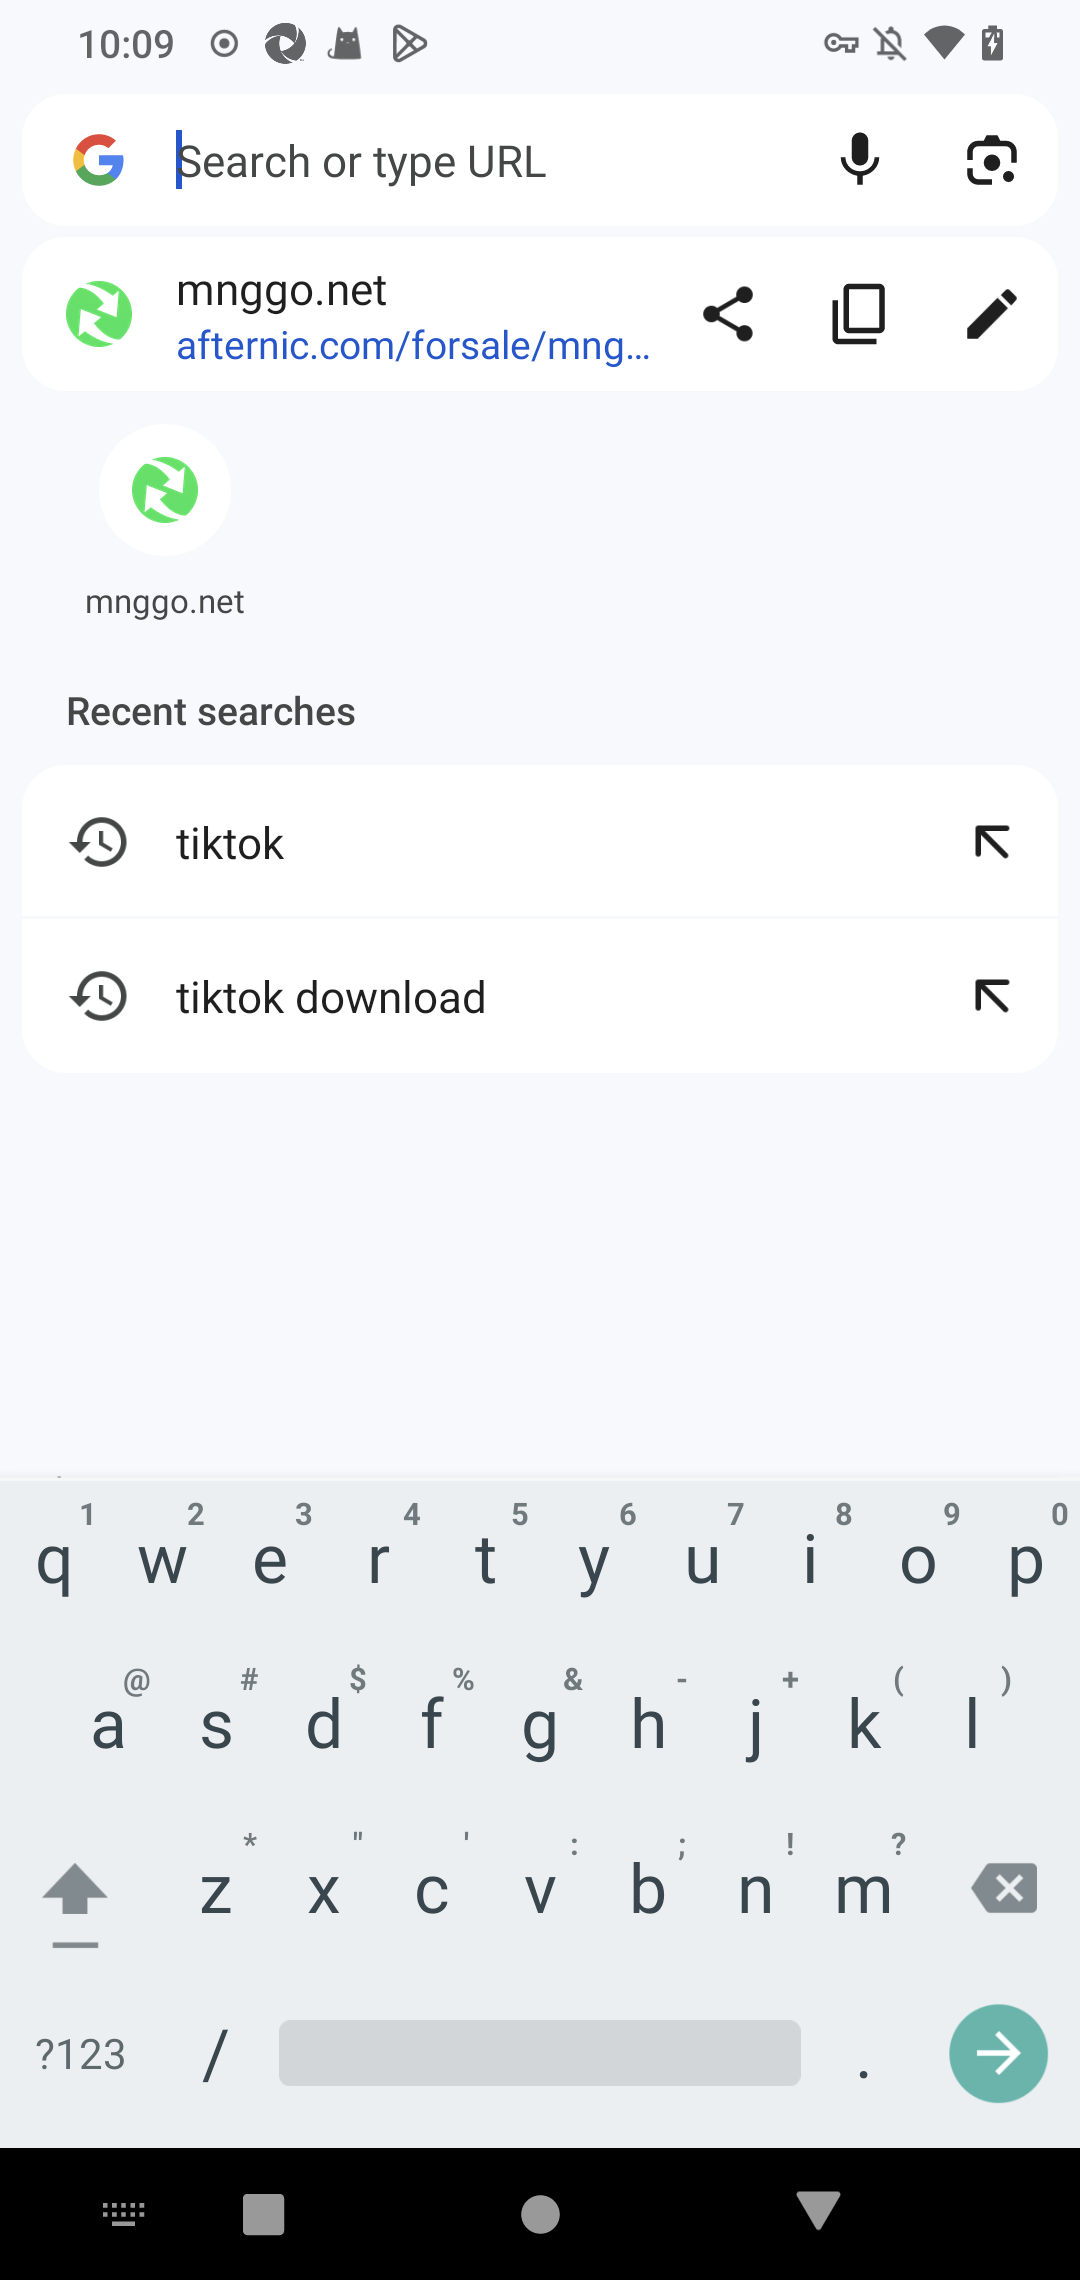 10:09
Search or type URL
mnggo.net
afternic.com/forsale/mng...
mnggo.net
Recent searches
tiktok
tiktok download
1 2 3 4 5 6 7 8 9 0
q w e r t y u i o p
@ # $ % & - + ( )
a s d f g h j k l
* " ' : ; ! ?
z x c v b n m
?123 / .